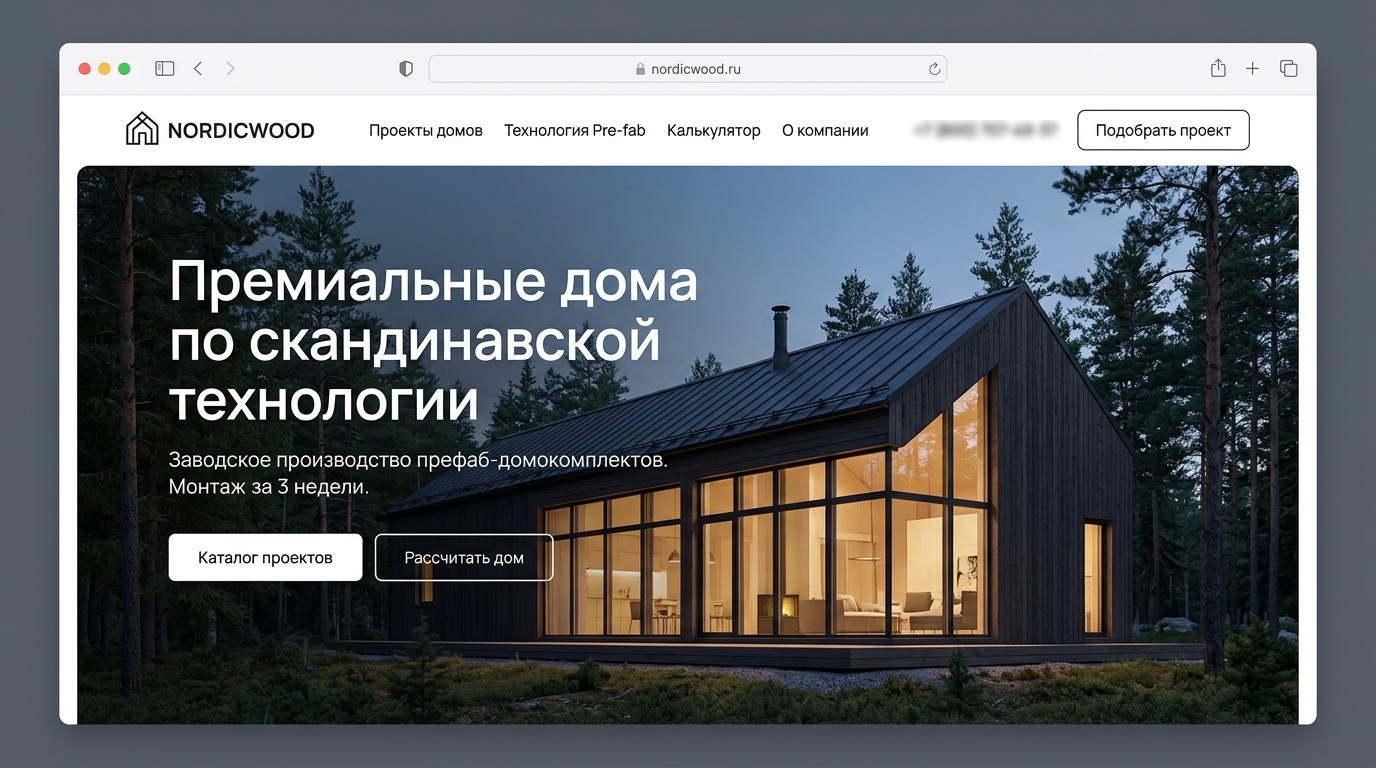 nordicwood.ru
NORDICWOOD
Проекты домов
Технология Pre-fab
Калькулятор
О компании
Подобрать проект
Премиальные дома
по скандинавской
технологии
Заводское производство префаб-домокомплектов.
Монтаж за 3 недели.
Каталог проектов
Рассчитать дом